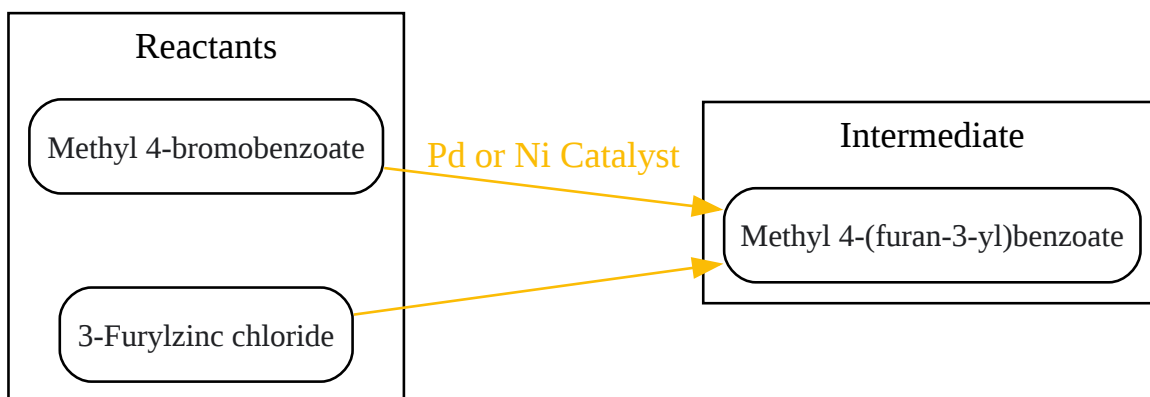 Reactants
Methyl 4-bromobenzoate
3-Furylzinc chloride
Pd or Ni Catalyst
Intermediate
Methyl 4-(furan-3-yl)benzoate